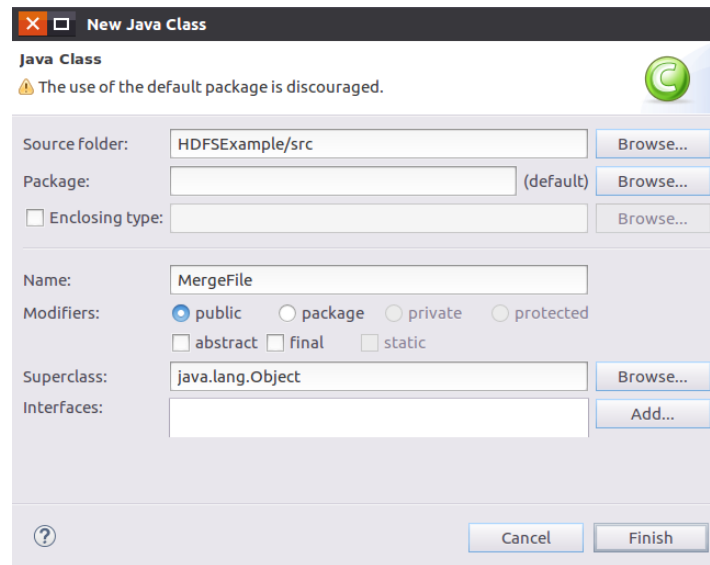 New Java Class
Java Class
The use of the default package is discouraged.
C
Source folder: HDFSExample/src Browse...
Package: (default) Browse...
Enclosing type: Browse...
Name: MergeFile
Modifiers: public package private protected
abstract final static
Superclass: java.lang.Object Browse...
Interfaces: Add...
? Cancel Finish